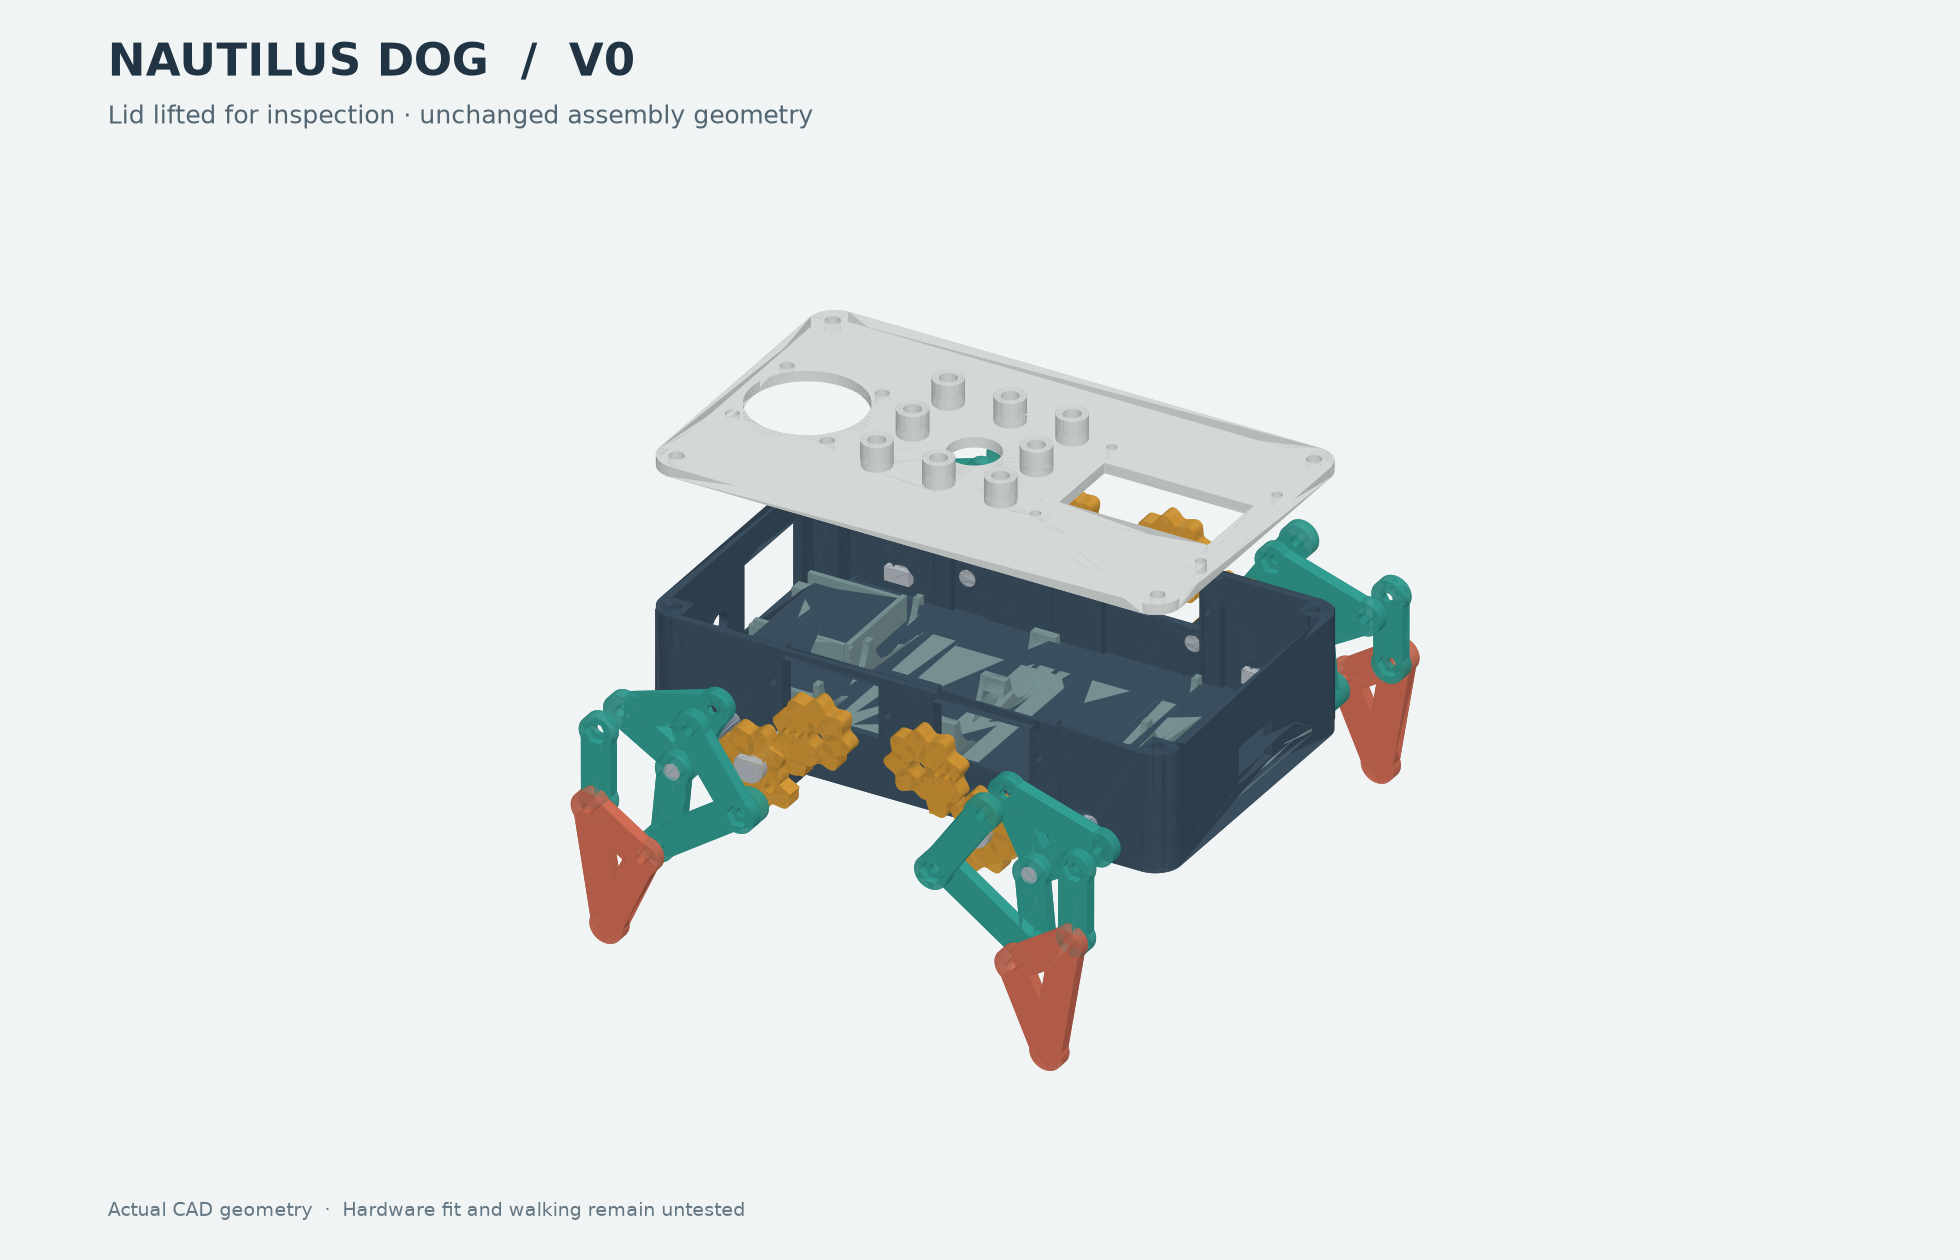 NAUTILUS DOG / V0
Lid lifted for inspection · unchanged assembly geometry
Actual CAD geometry · Hardware fit and walking remain untested